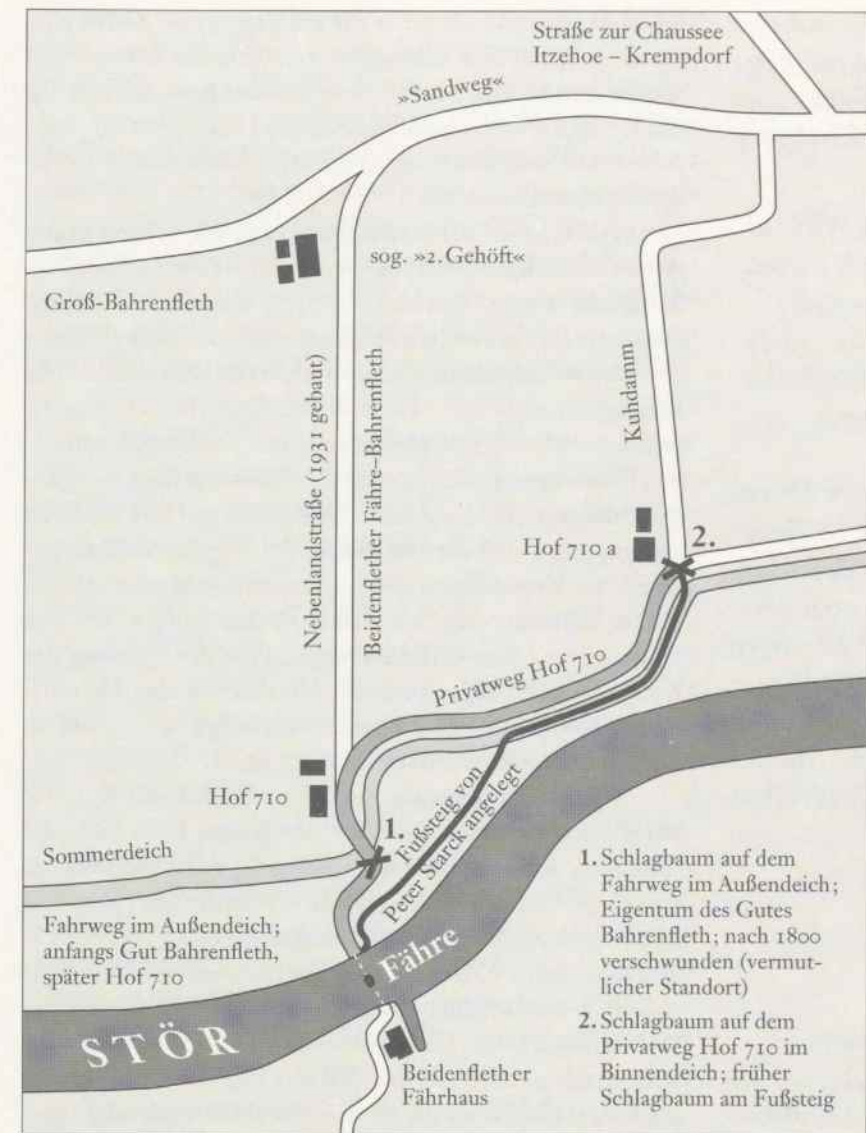 Straße zur Chaussee
Itzehoe – Krempdorf
»Sandweg«
sog. »2. Gehöft«
Groß-Bahrenfleth
Nebenlandstraße (1931 gebaut)
Beidenflether Fähre–Bahrenfleth
Kuhdamm
Hof 710 a
2.
Privatweg Hof 710
Hof 710
1.
Fußsteig von
Peter Starck angelegt
Sommerdeich
Fahrweg im Außendeich;
anfangs Gut Bahrenfleth,
später Hof 710
Fähre
STÖR
Beidenflether
Fährhaus
1. Schlagbaum auf dem
Fahrweg im Außendeich;
Eigentum des Gutes
Bahrenfleth; nach 1800
verschwunden (vermut-
licher Standort)
2. Schlagbaum auf dem
Privatweg Hof 710 im
Binnendeich; früher
Schlagbaum am Fußsteig